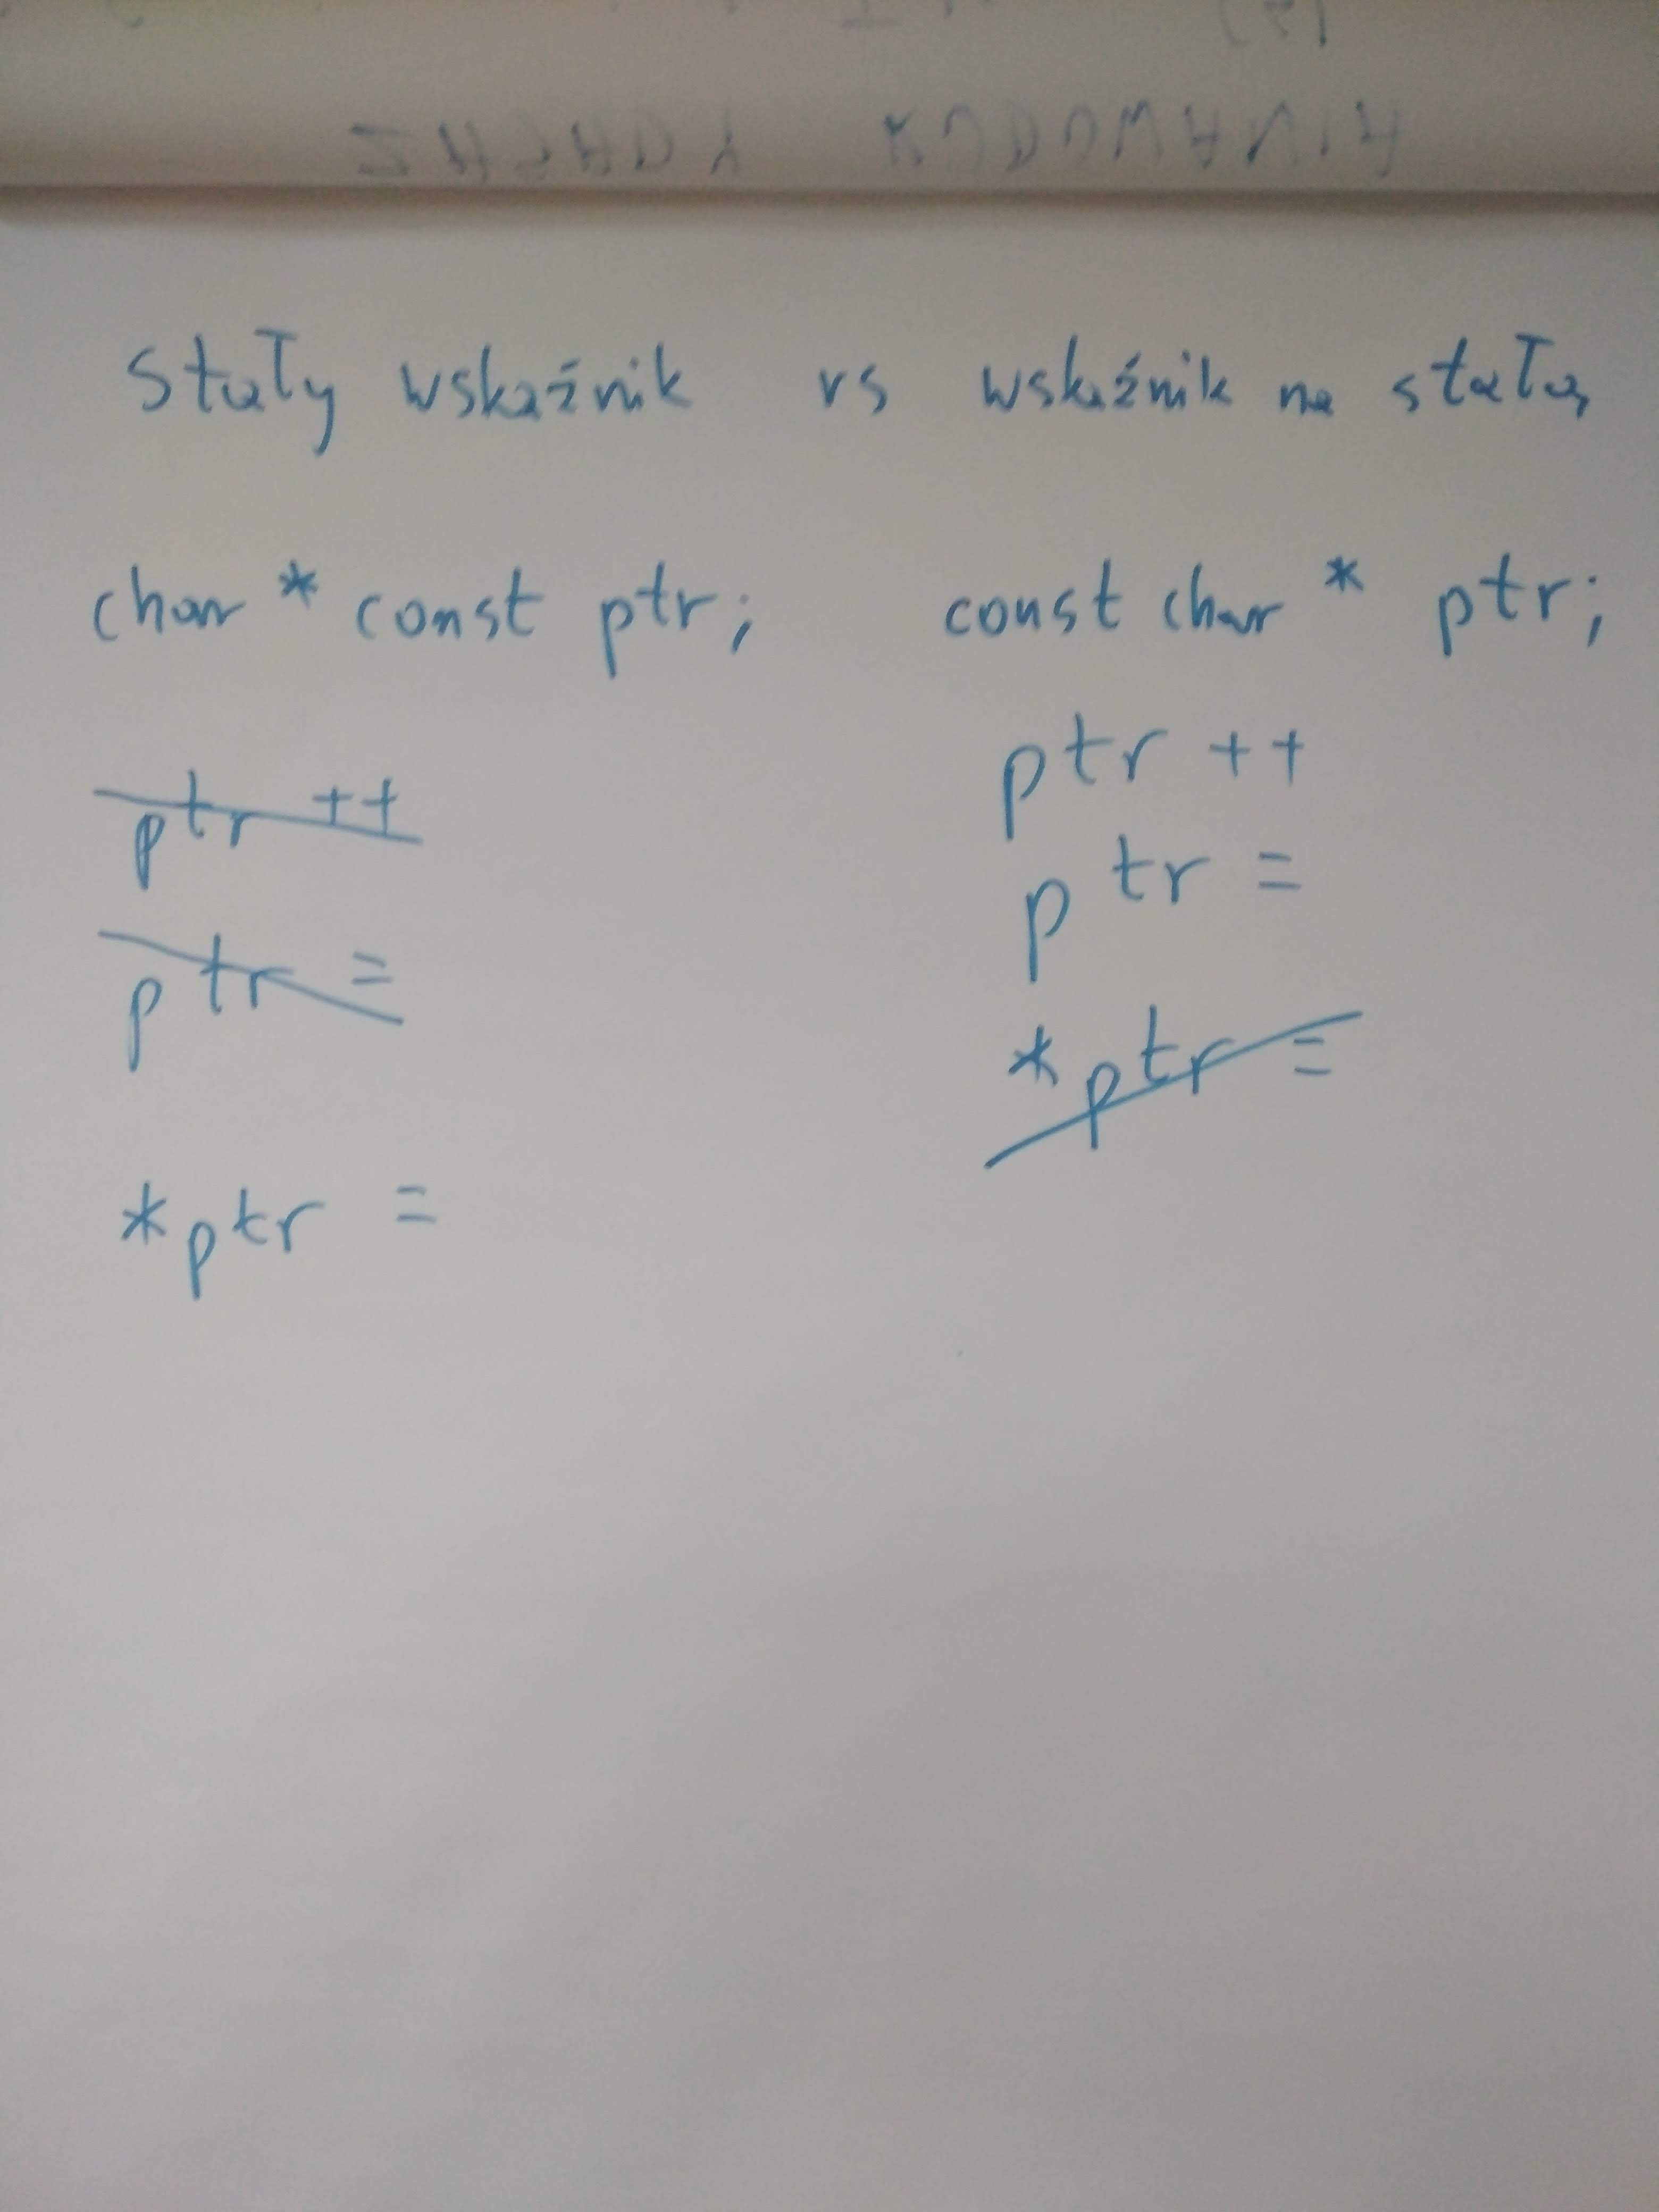 stały wskaźnik vs wskaźnik na stałą
char * const ptr; const char * ptr;
ptr ++
ptr =
*ptr =
ptr ++
ptr =
*ptr =